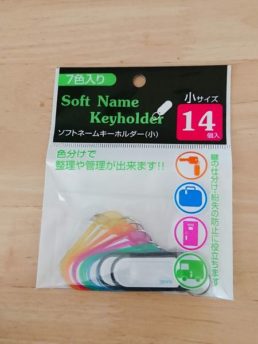 7色入り
Soft Name
Keyholder
ソフトネームキーホルダー(小)
小サイズ
14
個入
色分けで
整理や管理が出来ます!!
鍵の仕分け・紛失の防止に役立ちます